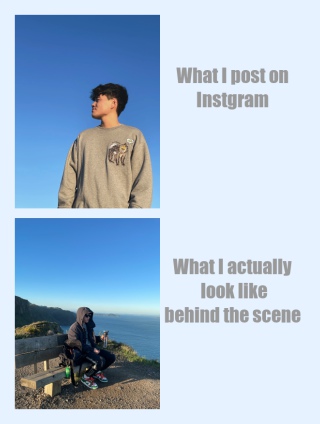 What I post on
Instgram
What I actually
look like
behind the scene